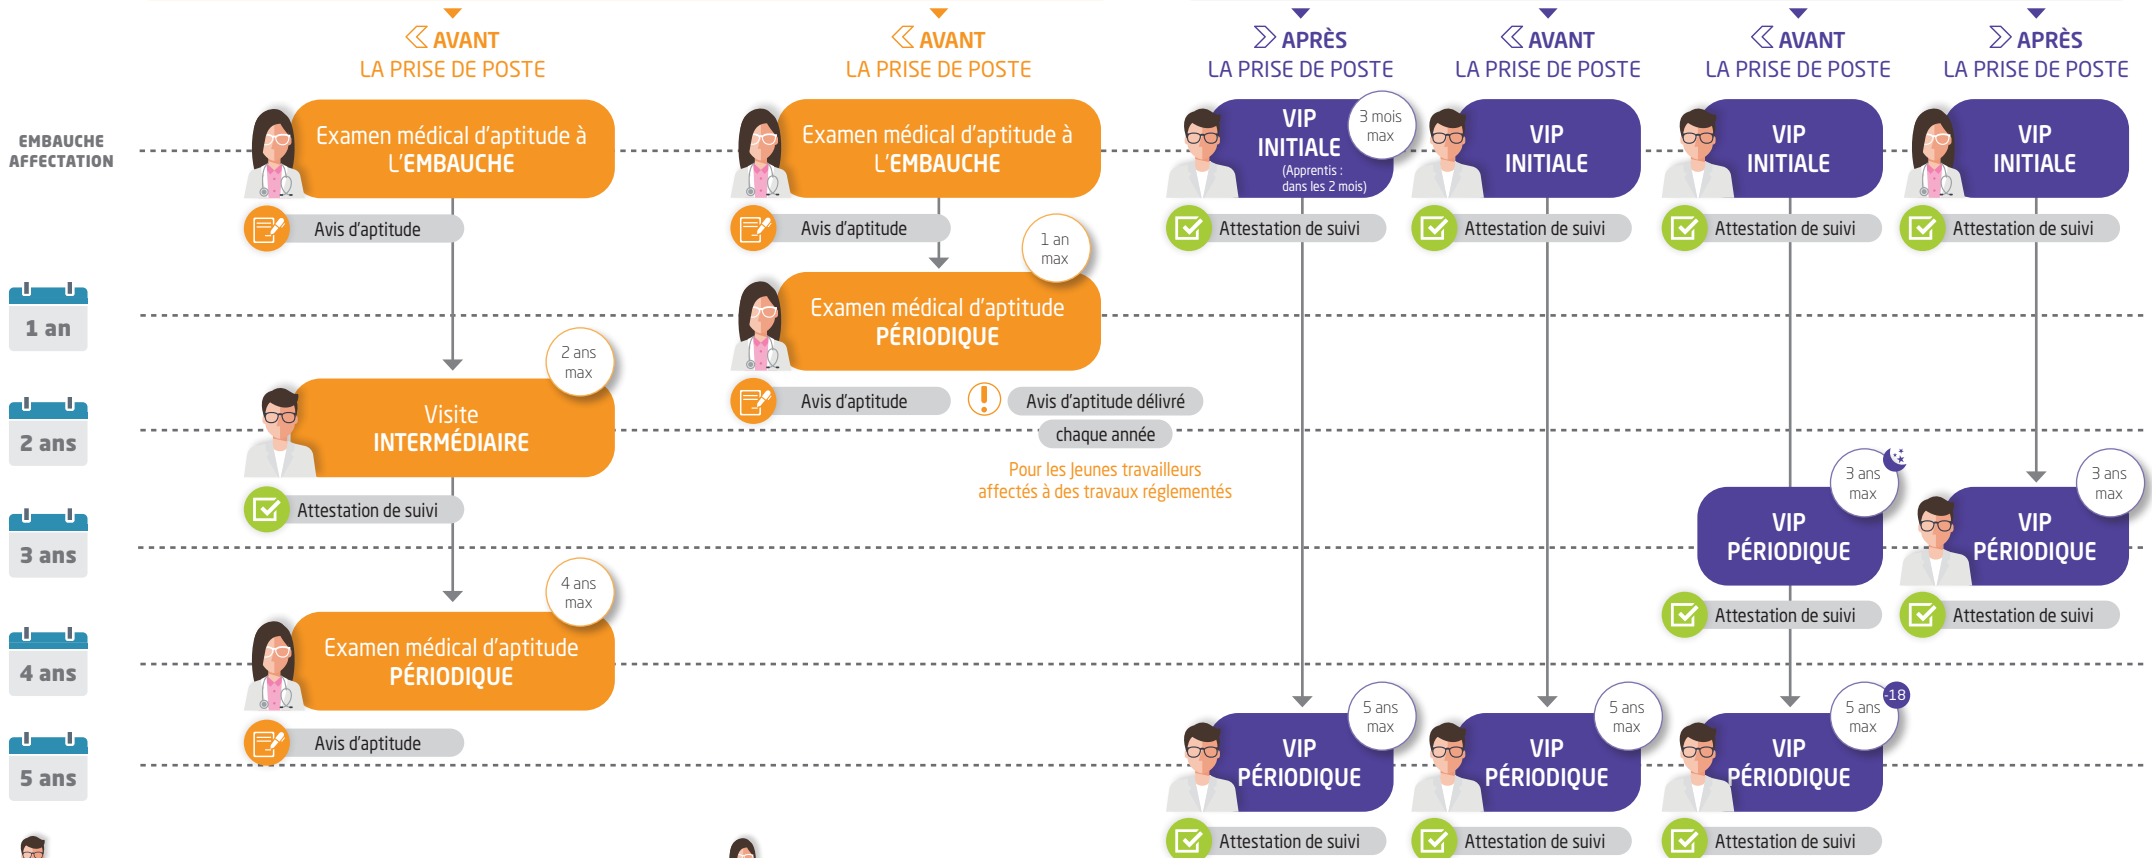 AVANT
LA PRISE DE POSTE
AVANT
LA PRISE DE POSTE
APRÈS
LA PRISE DE POSTE
AVANT
LA PRISE DE POSTE
AVANT
LA PRISE DE POSTE
APRÈS
LA PRISE DE POSTE
EMBAUCHE
AFFECTATION
Examen médical d'aptitude à
L'EMBAUCHE
Avis d'aptitude
Examen médical d'aptitude à
L'EMBAUCHE
Avis d'aptitude
VIP
INITIALE
(Apprentis :
dans les 2 mois)
3 mois
max
Attestation de suivi
VIP
INITIALE
Attestation de suivi
VIP
INITIALE
Attestation de suivi
VIP
INITIALE
Attestation de suivi
1 an
1 an
max
Examen médical d'aptitude
PÉRIODIQUE
Avis d'aptitude
Avis d'aptitude délivré
chaque année
Pour les Jeunes travailleurs
affectés à des travaux réglementés
2 ans
2 ans
max
Visite
INTERMÉDIAIRE
Attestation de suivi
3 ans
3 ans
max
VIP
PÉRIODIQUE
Attestation de suivi
3 ans
max
VIP
PÉRIODIQUE
Attestation de suivi
4 ans
4 ans
max
Examen médical d'aptitude
PÉRIODIQUE
Avis d'aptitude
5 ans
5 ans
max
VIP
PÉRIODIQUE
Attestation de suivi
5 ans
max
VIP
PÉRIODIQUE
Attestation de suivi
5 ans
max
-18
VIP
PÉRIODIQUE
Attestation de suivi